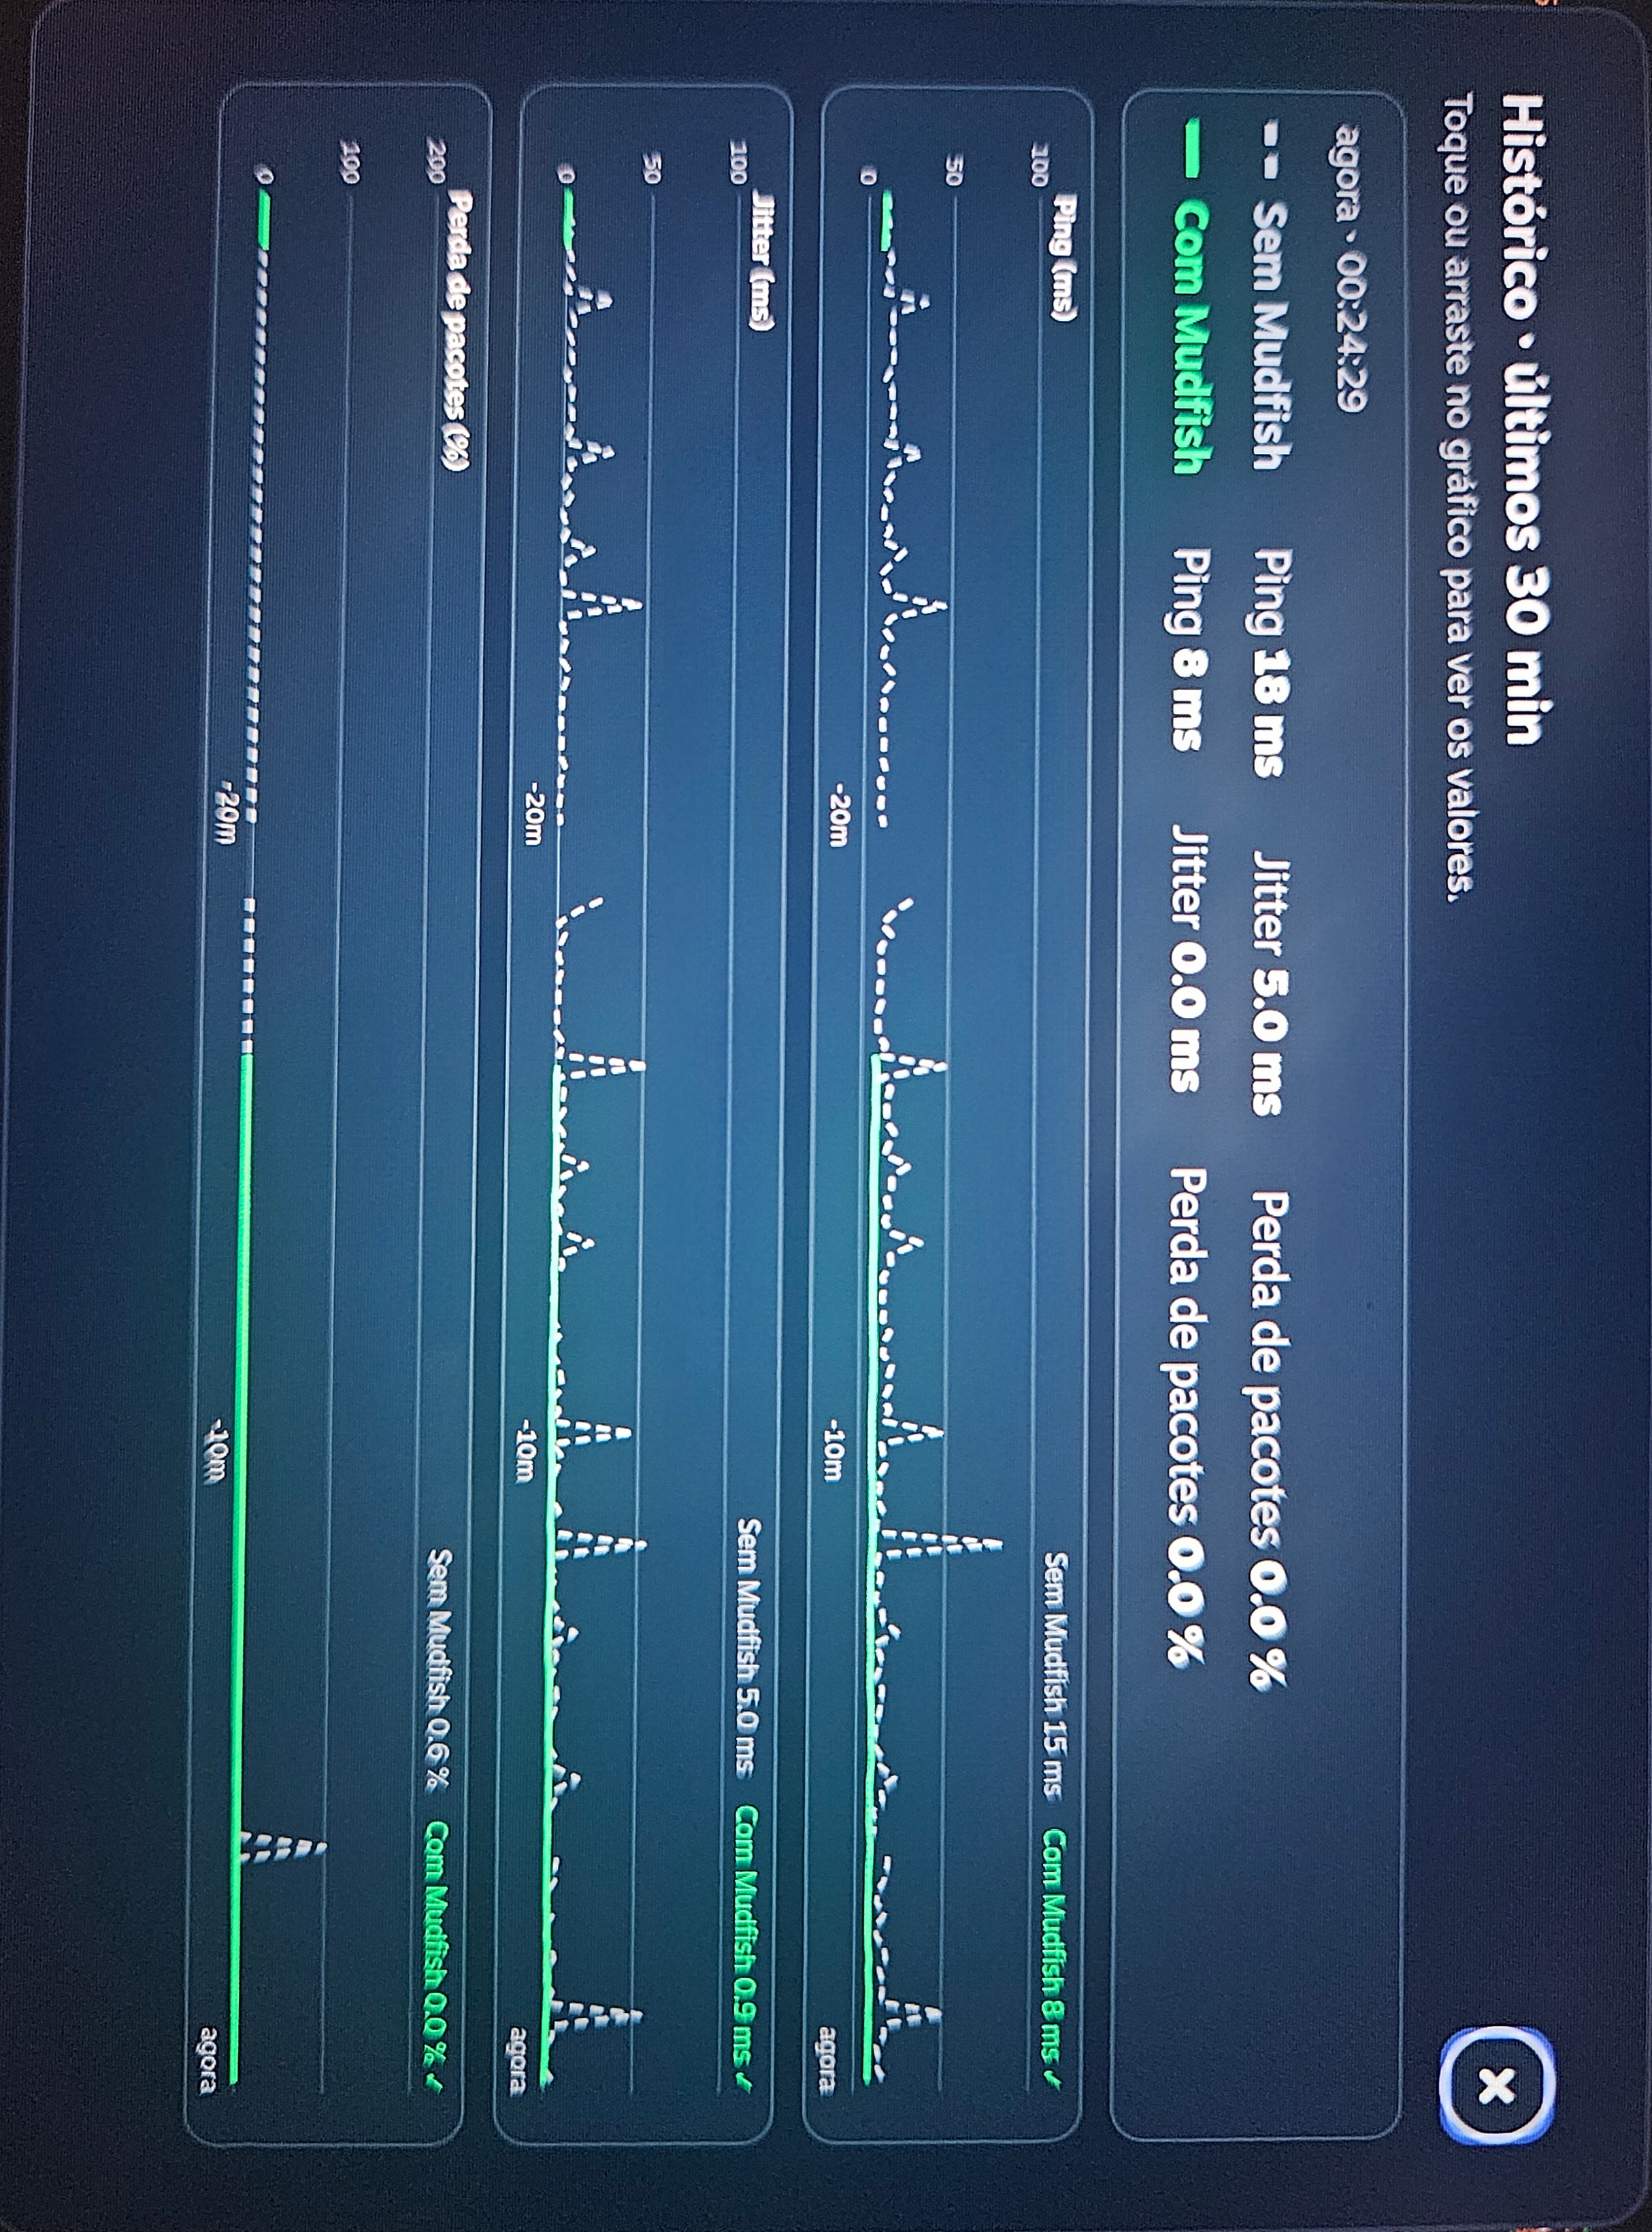 Histórico • últimos 30 min
Toque ou arraste no gráfico para ver os valores.
×
agora • 00:24:29
Sem Mudfish Ping 18 ms Jitter 5.0 ms Perda de pacotes 0.0 %
Com Mudfish Ping 8 ms Jitter 0.0 ms Perda de pacotes 0.0 %
Ping (ms) Sem Mudfish 15 ms Com Mudfish 8 ms ✓
100
50
0
-20m -10m agora
Jitter (ms) Sem Mudfish 5.0 ms Com Mudfish 0.9 ms ✓
100
50
0
-20m -10m agora
Perda de pacotes (%) Sem Mudfish 0.6 % Com Mudfish 0.0 % ✓
200
100
0
-20m -10m agora